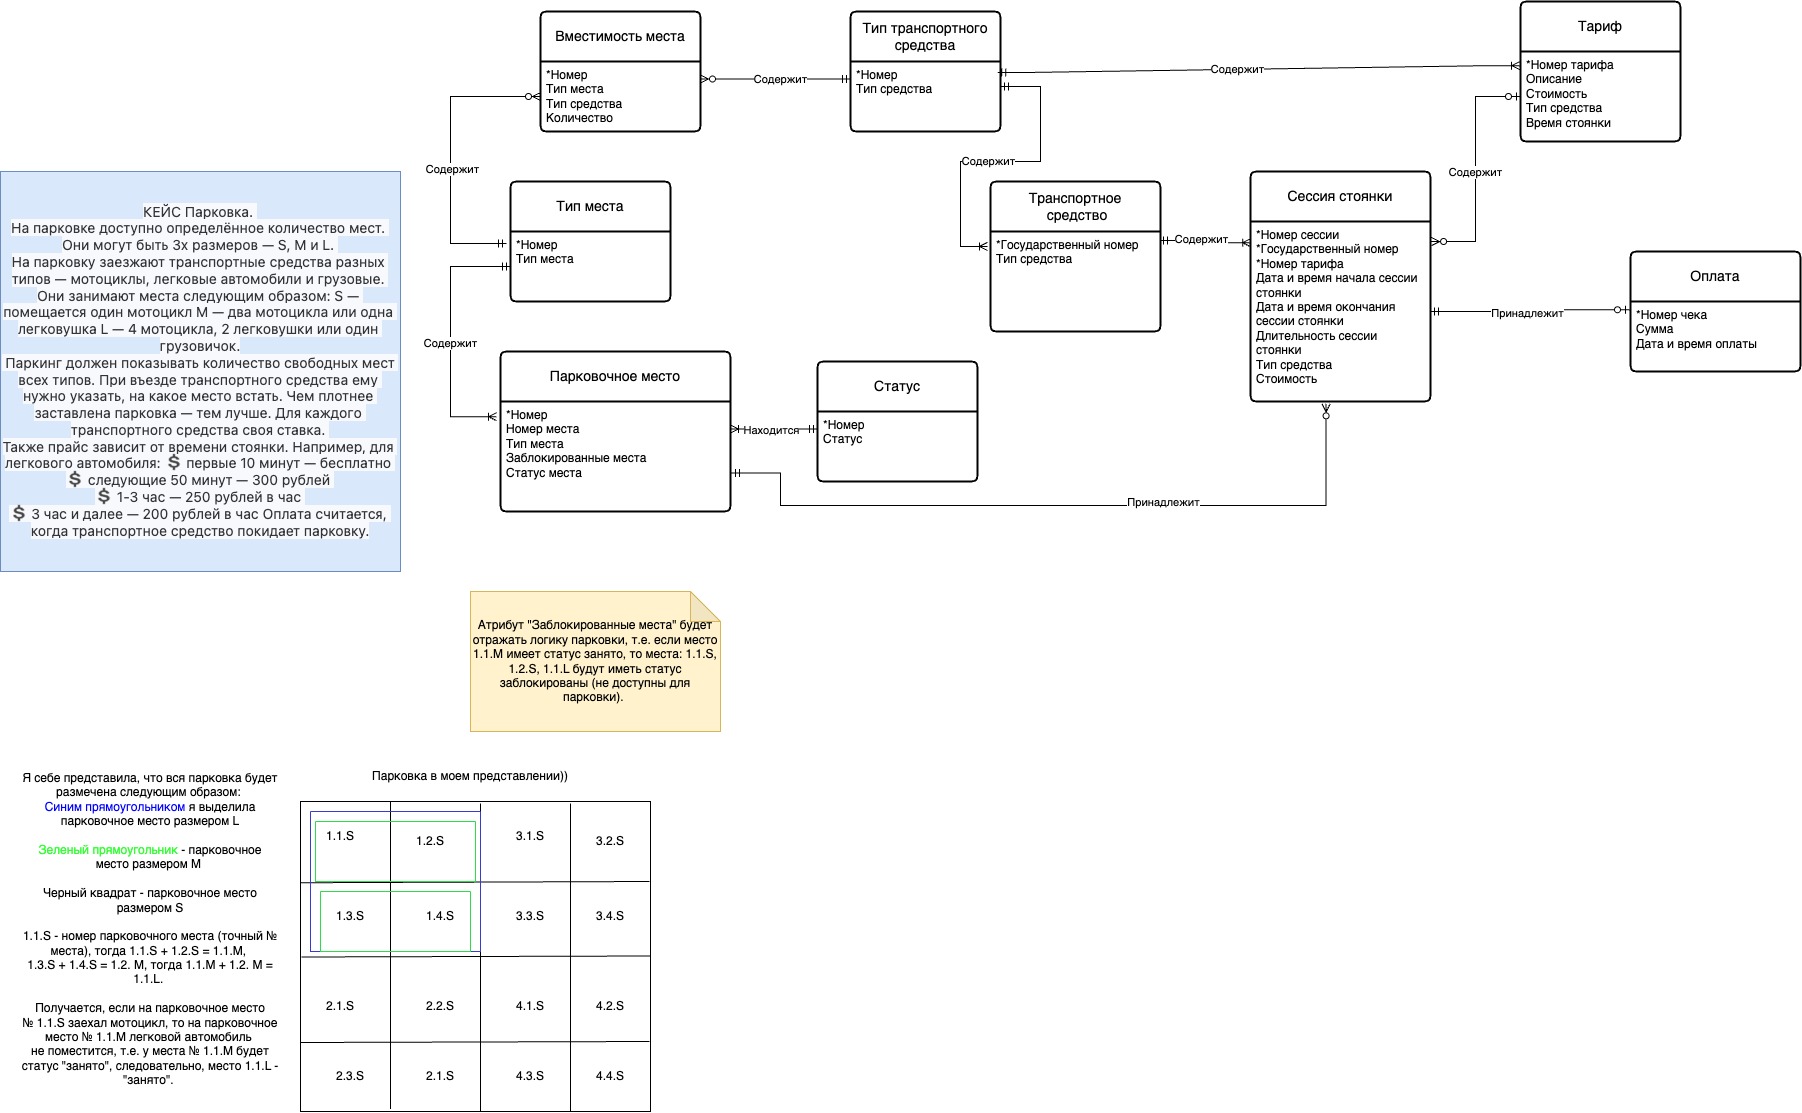 Вместимость места
*Номер
Тип места
Тип средства
Количество
Содержит
Тип транспортного
средства
*Номер
Тип средства
Содержит
Тариф
*Номер тарифа
Описание
Стоимость
Тип средства
Время стоянки
Содержит
Содержит
Содержит
КЕЙС Парковка.
На парковке доступно определённое количество мест.
Они могут быть 3х размеров — S, M и L.
На парковку заезжают транспортные средства разных
типов — мотоциклы, легковые автомобили и грузовые.
Они занимают места следующим образом: S —
помещается один мотоцикл M — два мотоцикла или одна
легковушка L — 4 мотоцикла, 2 легковушки или один
грузовичок.
Паркинг должен показывать количество свободных мест
всех типов. При въезде транспортного средства ему
нужно указать, на какое место встать. Чем плотнее
заставлена парковка — тем лучше. Для каждого
транспортного средства своя ставка.
Также прайс зависит от времени стоянки. Например, для
легкового автомобиля: $ первые 10 минут — бесплатно
$ следующие 50 минут — 300 рублей
$ 1-3 час — 250 рублей в час
$ 3 час и далее — 200 рублей в час Оплата считается,
когда транспортное средство покидает парковку.
Тип места
*Номер
Тип места
Содержит
Транспортное
средство
*Государственный номер
Тип средства
Содержит
Сессия стоянки
*Номер сессии
*Государственный номер
*Номер тарифа
Дата и время начала сессии
стоянки
Дата и время окончания
сессии стоянки
Длительность сессии
стоянки
Тип средства
Стоимость
Принадлежит
Оплата
*Номер чека
Сумма
Дата и время оплаты
Парковочное место
*Номер
Номер места
Тип места
Заблокированные места
Статус места
Находится
Статус
*Номер
Статус
Принадлежит
Атрибут "Заблокированные места" будет
отражать логику парковки, т.е. если место
1.1.M имеет статус занято, то места: 1.1.S,
1.2.S, 1.1.L будут иметь статус
заблокированы (не доступны для
парковки).
Я себе представила, что вся парковка будет
размечена следующим образом:
Синим прямоугольником я выделила
парковочное место размером L
Зеленый прямоугольник - парковочное
место размером M
Черный квадрат - парковочное место
размером S
1.1.S - номер парковочного места (точный №
места), тогда 1.1.S + 1.2.S = 1.1.M,
1.3.S + 1.4.S = 1.2. M, тогда 1.1.M + 1.2. M =
1.1.L.
Получается, если на парковочное место
№ 1.1.S заехал мотоцикл, то на парковочное
место № 1.1.M легковой автомобиль
не поместится, т.е. у места № 1.1.M будет
статус "занято", следовательно, место 1.1.L -
"занято".
Парковка в моем представлении))
1.1.S
1.2.S
3.1.S
3.2.S
1.3.S
1.4.S
3.3.S
3.4.S
2.1.S
2.2.S
4.1.S
4.2.S
2.3.S
2.1.S
4.3.S
4.4.S